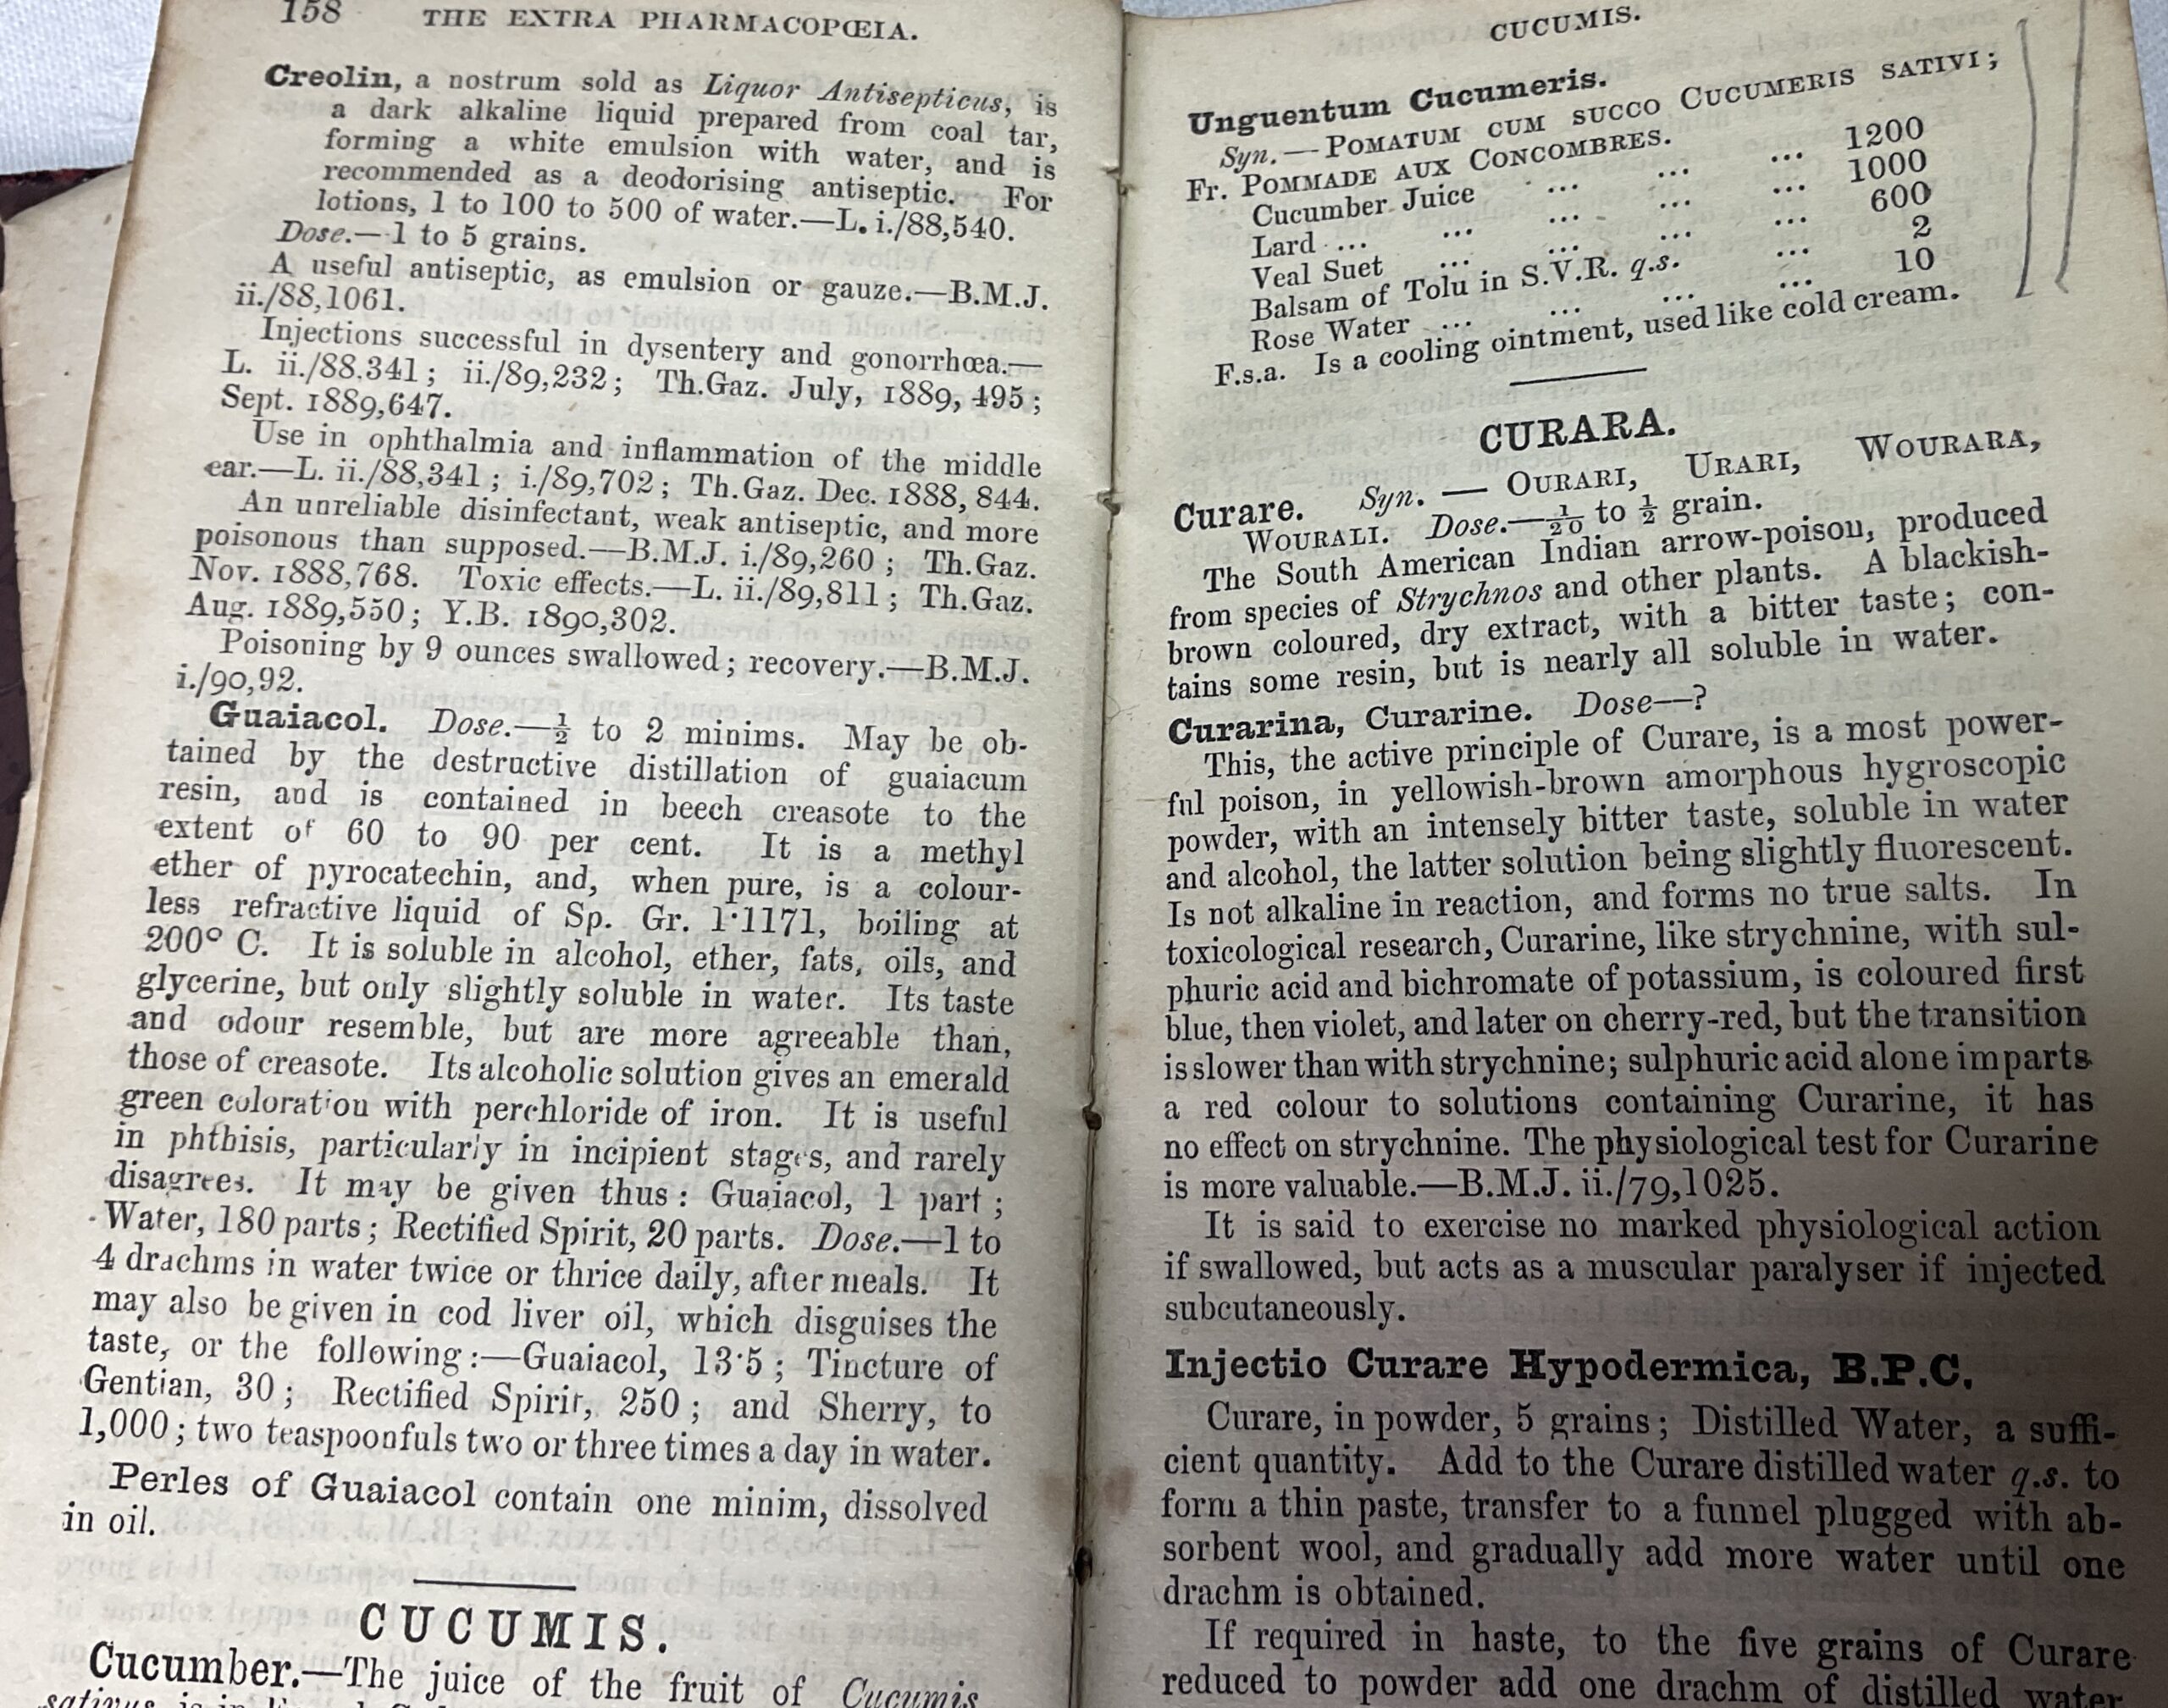 158 THE EXTRA PHARMACOPŒIA.
Creolin, a nostrum sold as Liquor Antisepticus, is
a dark alkaline liquid prepared from coal tar,
forming a white emulsion with water, and is
recommended as a deodorising antiseptic. For
lotions, 1 to 100 to 500 of water.—L. i./88,540.
Dose.—1 to 5 grains.
A useful antiseptic, as emulsion or gauze.—B.M.J.
ii./88,1061.
Injections successful in dysentery and gonorrhœa.—
L. ii./88.341; ii./89,232; Th.Gaz. July, 1889, 495;
Sept. 1889,647.
Use in ophthalmia and inflammation of the middle
ear.—L. ii./88,341; i./89,702; Th.Gaz. Dec. 1888, 844.
An unreliable disinfectant, weak antiseptic, and more
poisonous than supposed.—B.M.J. i./89,260; Th.Gaz.
Nov. 1888,768. Toxic effects.—L. ii./89,811; Th.Gaz.
Aug. 1889,550; Y.B. 1890,302.
Poisoning by 9 ounces swallowed; recovery.—B.M.J.
i./90,92.
Guaiacol. Dose.—½ to 2 minims. May be ob-
tained by the destructive distillation of guaiacum
resin, and is contained in beech creasote to the
extent of 60 to 90 per cent. It is a methyl
ether of pyrocatechin, and, when pure, is a colour-
less refractive liquid of Sp. Gr. 1·1171, boiling at
200° C. It is soluble in alcohol, ether, fats, oils, and
glycerine, but only slightly soluble in water. Its taste
and odour resemble, but are more agreeable than,
those of creasote. Its alcoholic solution gives an emerald
green coloration with perchloride of iron. It is useful
in phthisis, particularly in incipient stages, and rarely
disagrees. It may be given thus: Guaiacol, 1 part;
Water, 180 parts; Rectified Spirit, 20 parts. Dose.—1 to
4 drachms in water twice or thrice daily, after meals. It
may also be given in cod liver oil, which disguises the
taste, or the following:—Guaiacol, 13·5; Tincture of
Gentian, 30; Rectified Spirit, 250; and Sherry, to
1,000; two teaspoonfuls two or three times a day in water.
Perles of Guaiacol contain one minim, dissolved
in oil.
CUCUMIS.
Cucumber.—The juice of the fruit of Cucumis
sativus is
CUCUMIS.
Unguentum Cucumeris.
Syn.—POMATUM CUM SUCCO CUCUMERIS SATIVI;
Fr. POMMADE AUX CONCOMBRES.
Cucumber Juice ... ... ... 1200
Lard ... ... ... ... ... 1000
Veal Suet ... ... ... ... 600
Balsam of Tolu in S.V.R. q.s. ... 2
Rose Water ... ... ... ... 10
F.s.a. Is a cooling ointment, used like cold cream.
CURARA.
Curare. Syn. — OURARI, URARI, WOURARA,
WOURALI. Dose.—1/20 to ½ grain.
The South American Indian arrow-poison, produced
from species of Strychnos and other plants. A blackish-
brown coloured, dry extract, with a bitter taste; con-
tains some resin, but is nearly all soluble in water.
Curarina, Curarine. Dose—?
This, the active principle of Curare, is a most power-
ful poison, in yellowish-brown amorphous hygroscopic
powder, with an intensely bitter taste, soluble in water
and alcohol, the latter solution being slightly fluorescent.
Is not alkaline in reaction, and forms no true salts. In
toxicological research, Curarine, like strychnine, with sul-
phuric acid and bichromate of potassium, is coloured first
blue, then violet, and later on cherry-red, but the transition
is slower than with strychnine; sulphuric acid alone imparts
a red colour to solutions containing Curarine, it has
no effect on strychnine. The physiological test for Curarine
is more valuable.—B.M.J. ii./79,1025.
It is said to exercise no marked physiological action
if swallowed, but acts as a muscular paralyser if injected
subcutaneously.
Injectio Curare Hypodermica, B.P.C.
Curare, in powder, 5 grains; Distilled Water, a suffi-
cient quantity. Add to the Curare distilled water q.s. to
form a thin paste, transfer to a funnel plugged with ab-
sorbent wool, and gradually add more water until one
drachm is obtained.
If required in haste, to the five grains of Curare
reduced to powder add one drachm of distilled water